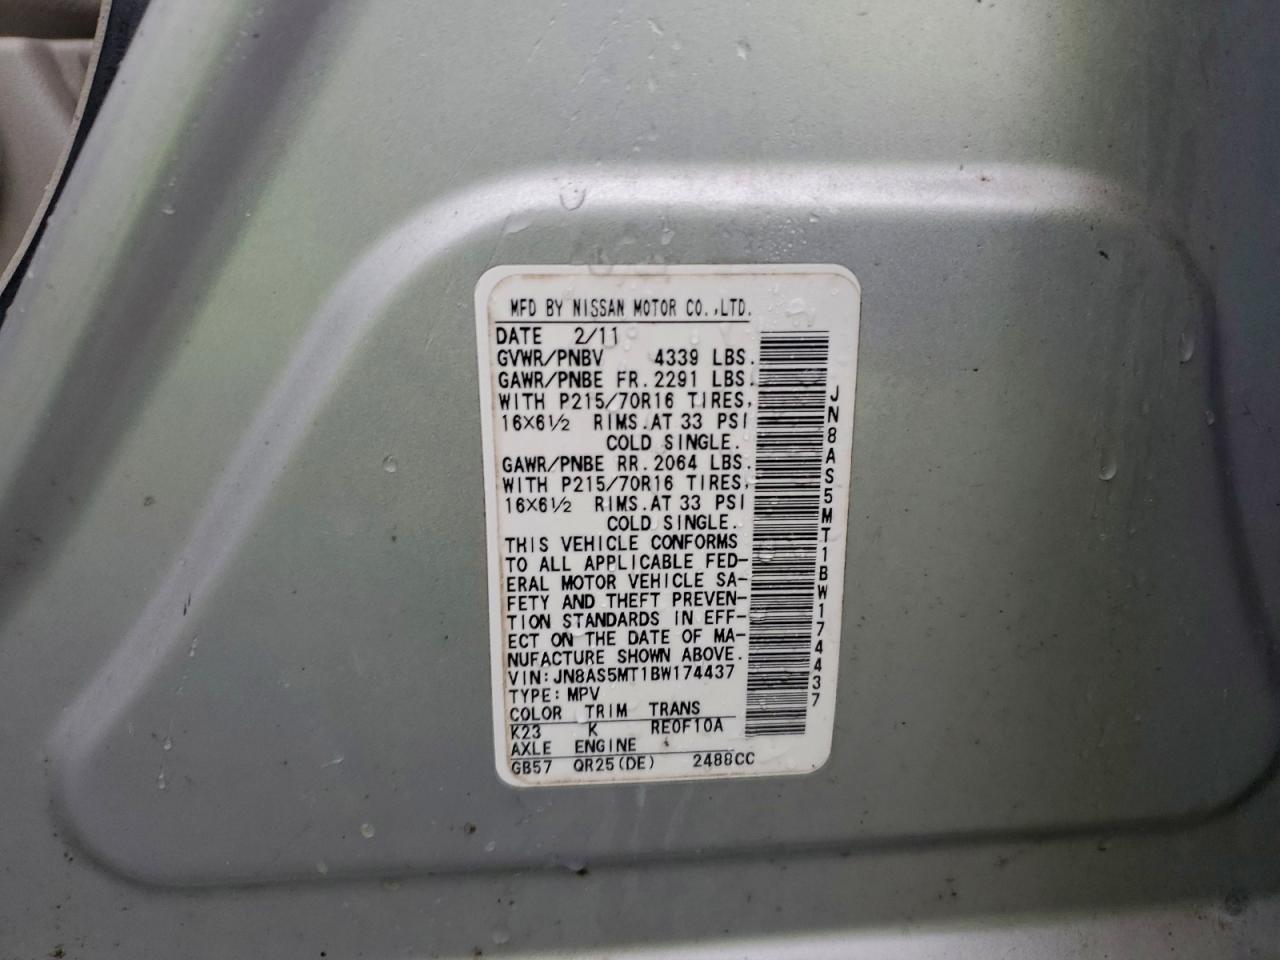 MFD BY NISSAN MOTOR CO.,LTD.
DATE 2/11
GVWR/PNBV 4339 LBS.
GAWR/PNBE FR. 2291 LBS.
WITH P215/70R16 TIRES,
16X6½ RIMS. AT 33 PSI
COLD SINGLE.
GAWR/PNBE RR. 2064 LBS.
WITH P215/70R16 TIRES,
16X6½ RIMS. AT 33 PSI
COLD SINGLE.
THIS VEHICLE CONFORMS
TO ALL APPLICABLE FED-
ERAL MOTOR VEHICLE SA-
FETY AND THEFT PREVEN-
TION STANDARDS IN EFF-
ECT ON THE DATE OF MA-
NUFACTURE SHOWN ABOVE.
VIN: JN8AS5MT1BW174437
TYPE: MPV
COLOR TRIM TRANS
K23 K RE0F10A
AXLE ENGINE
GB57 QR25(DE) 2488CC
JN8AS5MT1BW174437